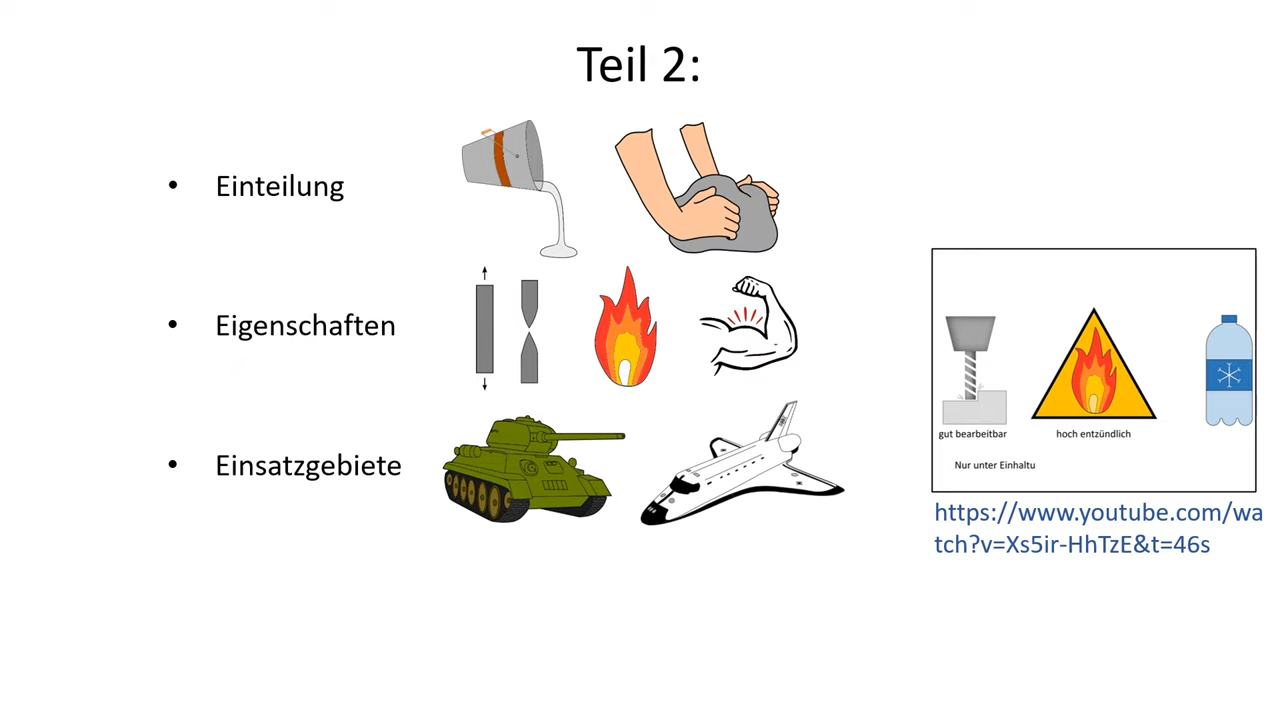 Teil 2:
• Einteilung
• Eigenschaften
• Einsatzgebiete
gut bearbeitbar
hoch entzündlich
Nur unter Einhaltu
https://www.youtube.com/wa
tch?v=Xs5ir-HhTzE&t=46s